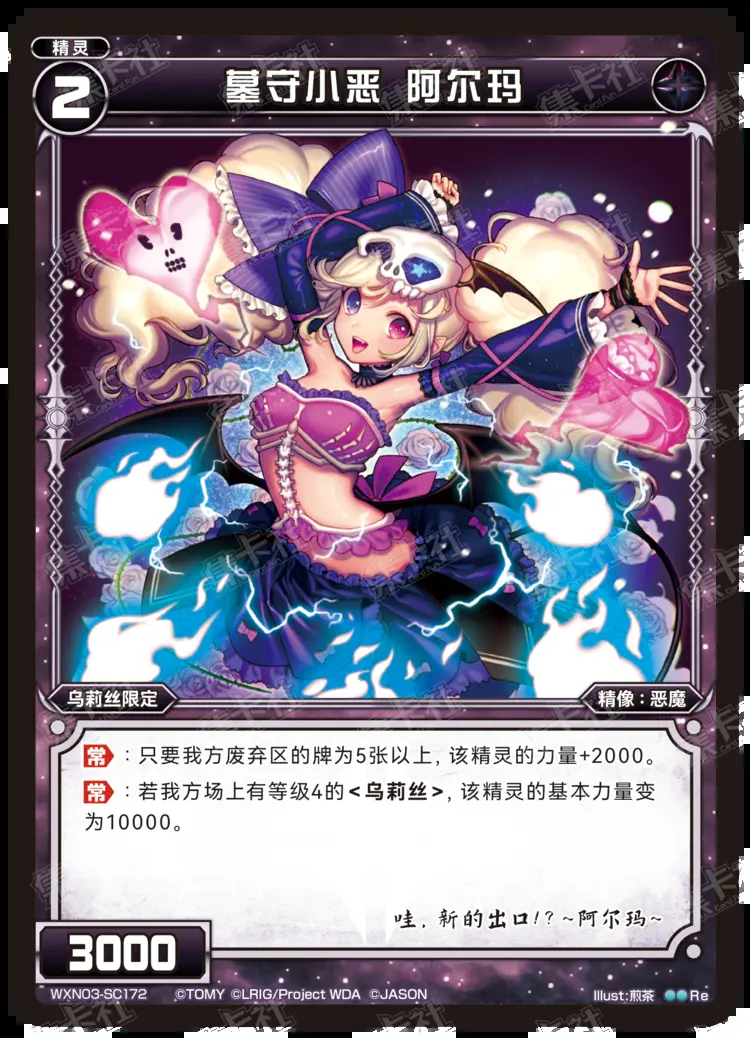 精灵
2
墓守小恶 阿尔玛
乌莉丝限定
精像：恶魔
常：只要我方废弃区的牌为5张以上，该精灵的力量+2000。
常：若我方场上有等级4的<乌莉丝>，该精灵的基本力量变
为10000。
哇，新的出口!？~阿尔玛~
3000
WXN03-SC172 ©TOMY ©LRIG/Project WDA ©JASON
Illust:煎茶 Re
集卡社